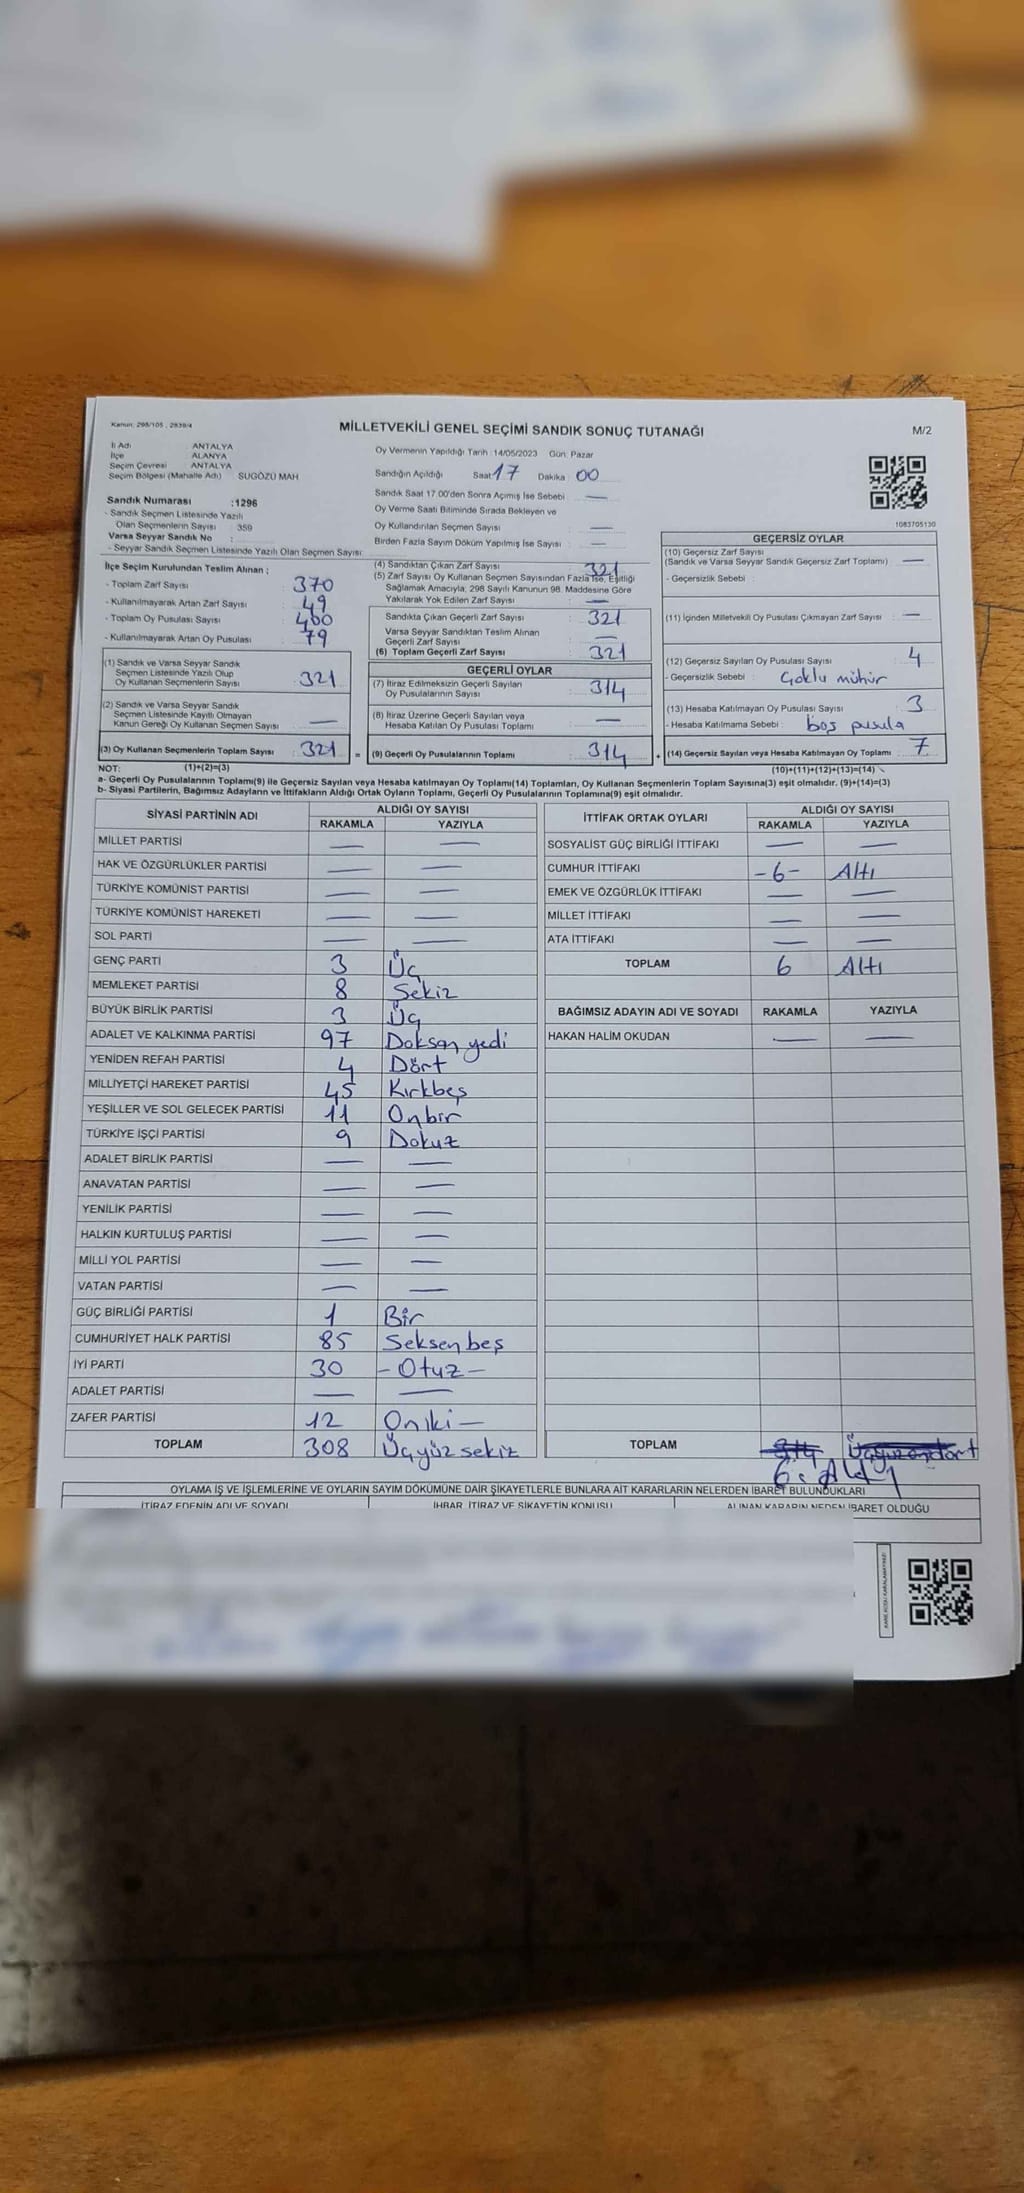 Kanun: 298/105 , 2839/4
MİLLETVEKİLİ GENEL SEÇİMİ SANDIK SONUÇ TUTANAĞI
M/2
İl Adı ANTALYA
İlçe ALANYA
Seçim Çevresi ANTALYA
Seçim Bölgesi (Mahalle Adı) SUGÖZÜ MAH
Sandık Numarası :1296
- Sandık Seçmen Listesinde Yazılı
Olan Seçmenlerin Sayısı 359
Varsa Seyyar Sandık No :
- Seyyar Sandık Seçmen Listesinde Yazılı Olan Seçmen Sayısı:
Oy Vermenin Yapıldığı Tarih :14/05/2023 Gün: Pazar
Sandığın Açıldığı Saat 17 Dakika : 00
Sandık Saat 17.00'den Sonra Açımış İse Sebebi : —
Oy Verme Saati Bitiminde Sırada Bekleyen ve
Oy Kullandırılan Seçmen Sayısı : —
Birden Fazla Sayım Döküm Yapılmış İse Sayısı : —
1083705130
İlçe Seçim Kurulundan Teslim Alınan ;
- Toplam Zarf Sayısı : 370
- Kullanılmayarak Artan Zarf Sayısı : 49
- Toplam Oy Pusulası Sayısı : 400
- Kullanılmayarak Artan Oy Pusulası : 79
(1) Sandık ve Varsa Seyyar Sandık
Seçmen Listesinde Yazılı Olup
Oy Kullanan Seçmenlerin Sayısı : 321
(2) Sandık ve Varsa Seyyar Sandık
Seçmen Listesinde Kayıtlı Olmayan
Kanun Gereği Oy Kullanan Seçmen Sayısı : —
(3) Oy Kullanan Seçmenlerin Toplam Sayısı : 321 =
(4) Sandıktan Çıkan Zarf Sayısı : 321
(5) Zarf Sayısı Oy Kullanan Seçmen Sayısından Fazla İse, Eşitliği
Sağlamak Amacıyla; 298 Sayılı Kanunun 98. Maddesine Göre
Yakılarak Yok Edilen Zarf Sayısı : —
Sandıkta Çıkan Geçerli Zarf Sayısı : 321
Varsa Seyyar Sandıktan Teslim Alınan
Geçerli Zarf Sayısı : —
(6) Toplam Geçerli Zarf Sayısı : 321
GEÇERLİ OYLAR
(7) İtiraz Edilmeksizin Geçerli Sayılan
Oy Pusulalarının Sayısı : 314
(8) İtiraz Üzerine Geçerli Sayılan veya
Hesaba Katılan Oy Pusulası Toplamı : —
(9) Geçerli Oy Pusulalarının Toplamı : 314 +
GEÇERSİZ OYLAR
(10) Geçersiz Zarf Sayısı
(Sandık ve Varsa Seyyar Sandık Geçersiz Zarf Toplamı) : —
- Geçersizlik Sebebi :
(11) İçinden Milletvekili Oy Pusulası Çıkmayan Zarf Sayısı : —
(12) Geçersiz Sayılan Oy Pusulası Sayısı : 4
- Geçersizlik Sebebi : Çoklu mühür
(13) Hesaba Katılmayan Oy Pusulası Sayısı : 3
- Hesaba Katılmama Sebebi : boş pusula
(14) Geçersiz Sayılan veya Hesaba Katılmayan Oy Toplamı : 7
NOT: (1)+(2)=(3)
(10)+(11)+(12)+(13)=(14)
a- Geçerli Oy Pusulalarının Toplamı(9) ile Geçersiz Sayılan veya Hesaba katılmayan Oy Toplamı(14) Toplamları, Oy Kullanan Seçmenlerin Toplam Sayısına(3) eşit olmalıdır. (9)+(14)=(3)
b- Siyasi Partilerin, Bağımsız Adayların ve İttifakların Aldığı Ortak Oyların Toplamı, Geçerli Oy Pusulalarının Toplamına(9) eşit olmalıdır.
SİYASİ PARTİNİN ADI ALDIĞI OY SAYISI
RAKAMLA YAZIYLA
MİLLET PARTİSİ — —
HAK VE ÖZGÜRLÜKLER PARTİSİ — —
TÜRKİYE KOMÜNİST PARTİSİ — —
TÜRKİYE KOMÜNİST HAREKETİ — —
SOL PARTİ — —
GENÇ PARTİ 3 Üç
MEMLEKET PARTİSİ 8 Sekiz
BÜYÜK BİRLİK PARTİSİ 3 Üç
ADALET VE KALKINMA PARTİSİ 97 Doksan yedi
YENİDEN REFAH PARTİSİ 4 Dört
MİLLİYETÇİ HAREKET PARTİSİ 45 Kırkbeş
YEŞİLLER VE SOL GELECEK PARTİSİ 11 Onbir
TÜRKİYE İŞÇİ PARTİSİ 9 Dokuz
ADALET BİRLİK PARTİSİ — —
ANAVATAN PARTİSİ — —
YENİLİK PARTİSİ — —
HALKIN KURTULUŞ PARTİSİ — —
MİLLİ YOL PARTİSİ — —
VATAN PARTİSİ — —
GÜÇ BİRLİĞİ PARTİSİ 1 Bir
CUMHURİYET HALK PARTİSİ 85 Seksen beş
İYİ PARTİ 30 - Otuz -
ADALET PARTİSİ — —
ZAFER PARTİSİ 12 Oniki —
TOPLAM 308 Üçyüz sekiz
İTTİFAK ORTAK OYLARI ALDIĞI OY SAYISI
RAKAMLA YAZIYLA
SOSYALİST GÜÇ BİRLİĞİ İTTİFAKI — —
CUMHUR İTTİFAKI -6- Altı
EMEK VE ÖZGÜRLÜK İTTİFAKI — —
MİLLET İTTİFAKI — —
ATA İTTİFAKI — —
TOPLAM 6 Altı
BAĞIMSIZ ADAYIN ADI VE SOYADI RAKAMLA YAZIYLA
HAKAN HALİM OKUDAN — —
TOPLAM 314 Üçyüzondört
6
OYLAMA İŞ VE İŞLEMLERİNE VE OYLARIN SAYIM DÖKÜMÜNE DAİR ŞİKAYETLERLE BUNLARA AİT KARARLARIN NELERDEN İBARET BULUNDUKLARI
İTİRAZ EDENİN ADI VE SOYADI İHBAR, İTİRAZ VE ŞİKAYETİN KONUSU ALINAN KARARIN NEDEN İBARET OLDUĞU